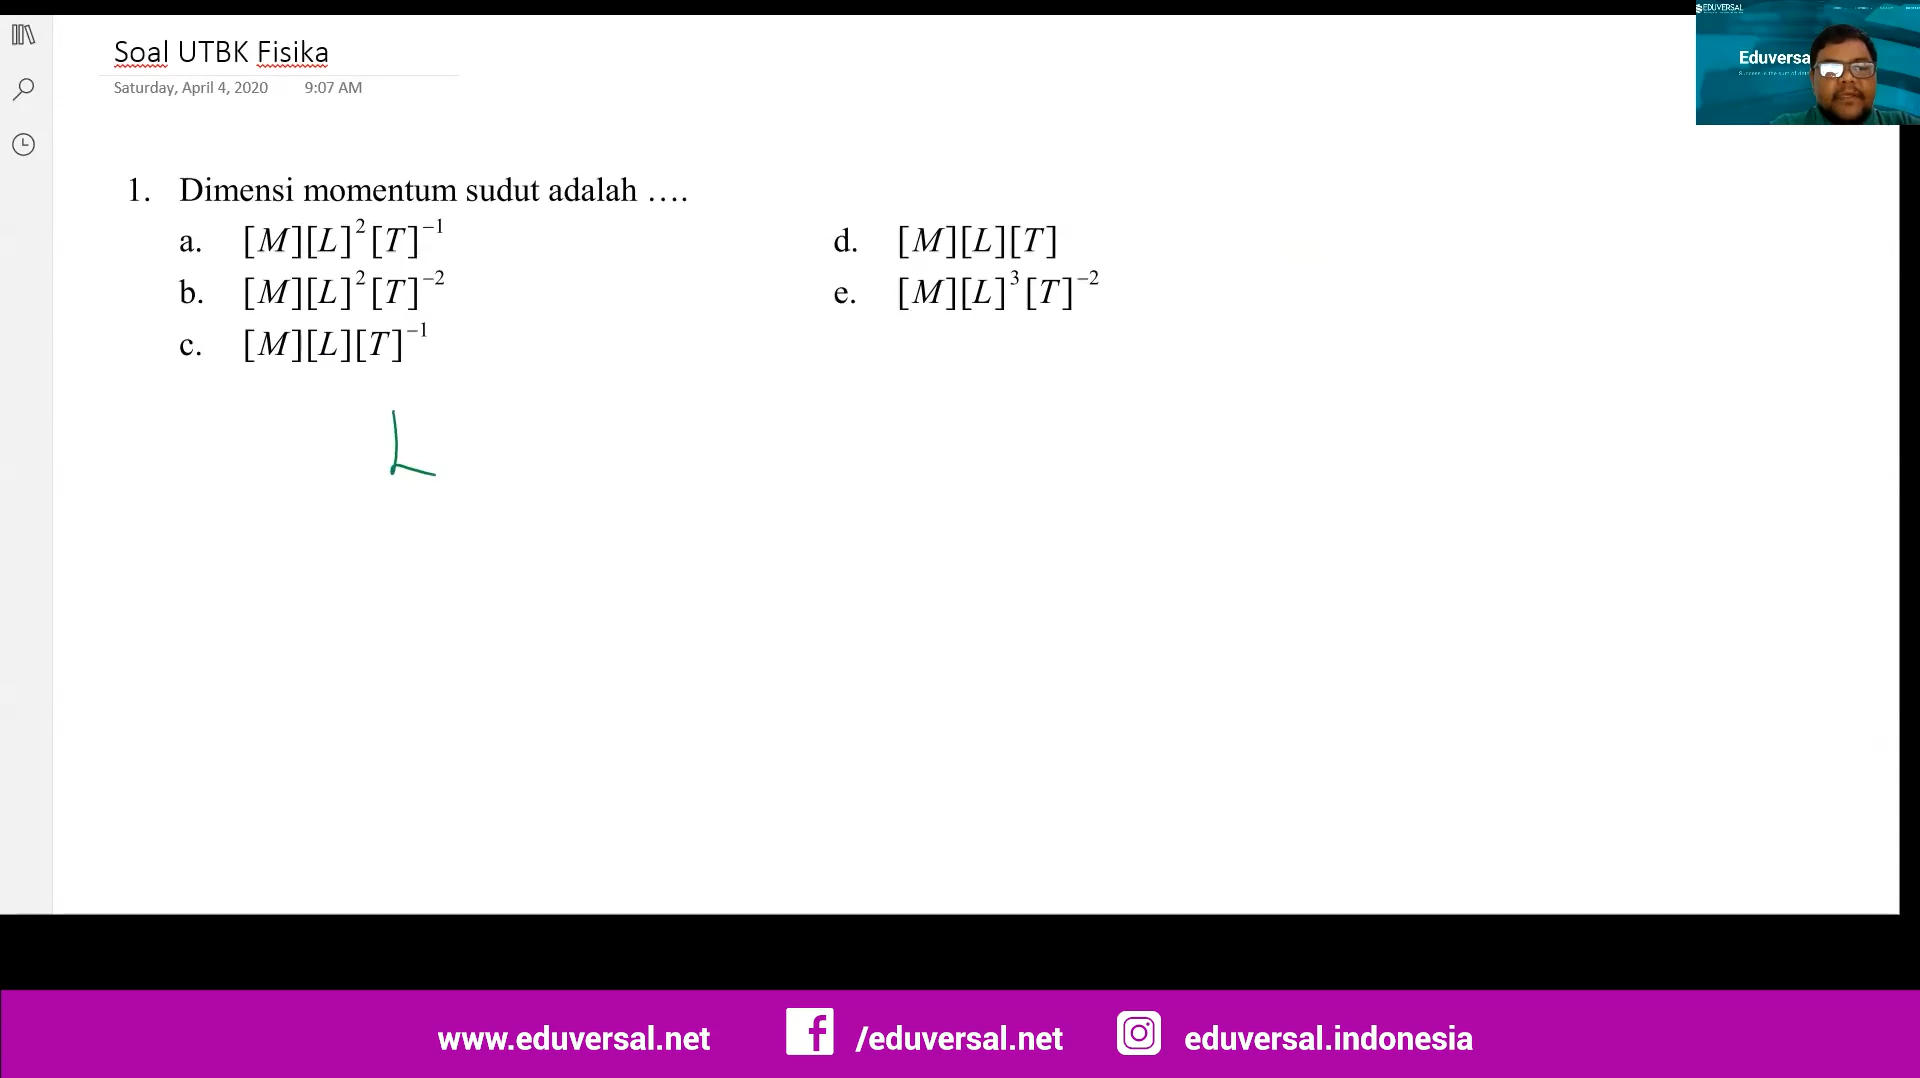 Soal UTBK Fisika
Saturday, April 4, 2020 9:07 AM
EDUVERSAL
Eduversa
1. Dimensi momentum sudut adalah ....
a. [M][L]²[T]⁻¹
b. [M][L]²[T]⁻²
c. [M][L][T]⁻¹
d. [M][L][T]
e. [M][L]³[T]⁻²
L
www.eduversal.net
/eduversal.net
eduversal.indonesia